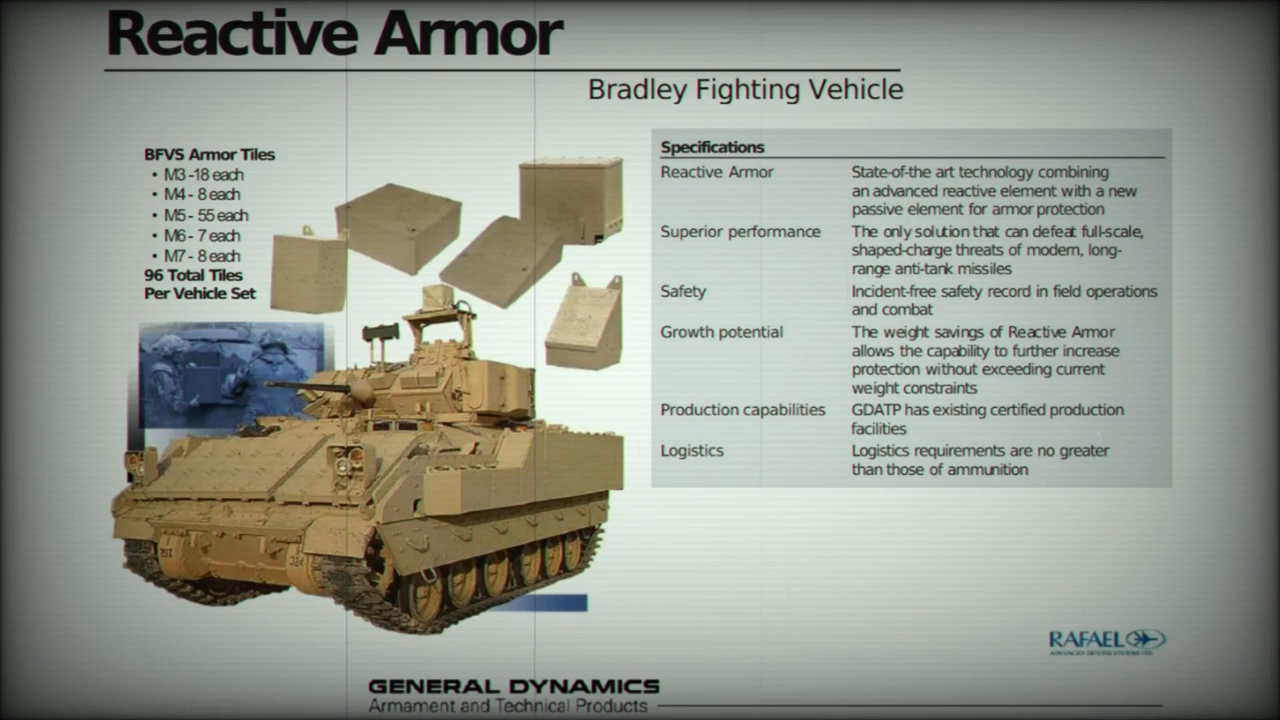 Reactive Armor
Bradley Fighting Vehicle
BFVS Armor Tiles
• M3 -18 each
• M4 - 8 each
• M5 - 55 each
• M6 - 7 each
• M7 - 8 each
96 Total Tiles
Per Vehicle Set
Specifications
Reactive Armor State-of-the art technology combining
an advanced reactive element with a new
passive element for armor protection
Superior performance The only solution that can defeat full-scale,
shaped-charge threats of modern, long-
range anti-tank missiles
Safety Incident-free safety record in field operations
and combat
Growth potential The weight savings of Reactive Armor
allows the capability to further increase
protection without exceeding current
weight constraints
Production capabilities GDATP has existing certified production
facilities
Logistics Logistics requirements are no greater
than those of ammunition
RAFAEL
ADVANCED DEFENSE SYSTEMS LTD.
GENERAL DYNAMICS
Armament and Technical Products